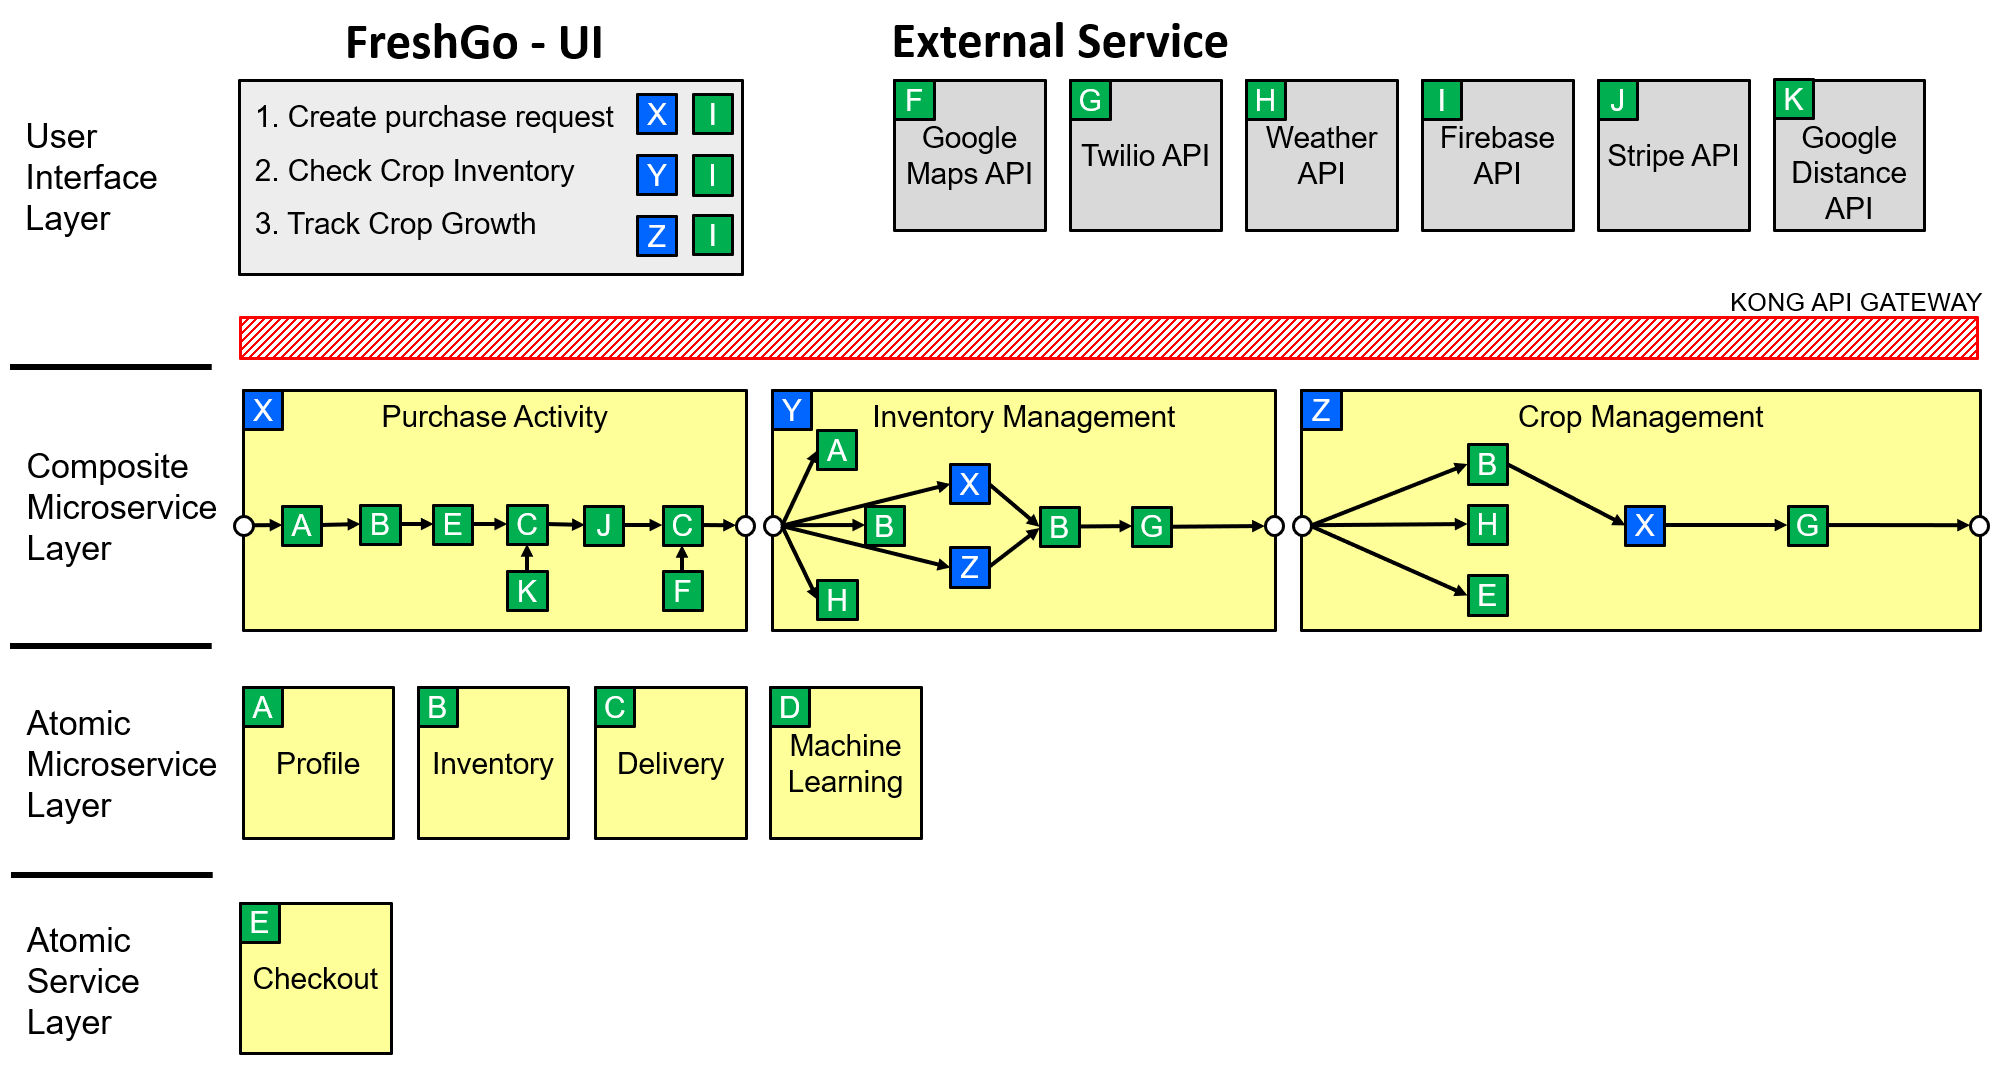 FreshGo - UI
External Service
User
Interface
Layer
1. Create purchase request
X
I
2. Check Crop Inventory
Y
I
3. Track Crop Growth
Z
I
F
Google
Maps API
G
Twilio API
H
Weather
API
I
Firebase
API
J
Stripe API
K
Google
Distance
API
KONG API GATEWAY
Composite
Microservice
Layer
X
Purchase Activity
A
B
E
C
J
C
K
F
Y
Inventory Management
A
X
B
Z
H
B
G
Z
Crop Management
B
H
E
X
G
Atomic
Microservice
Layer
A
Profile
B
Inventory
C
Delivery
D
Machine
Learning
Atomic
Service
Layer
E
Checkout